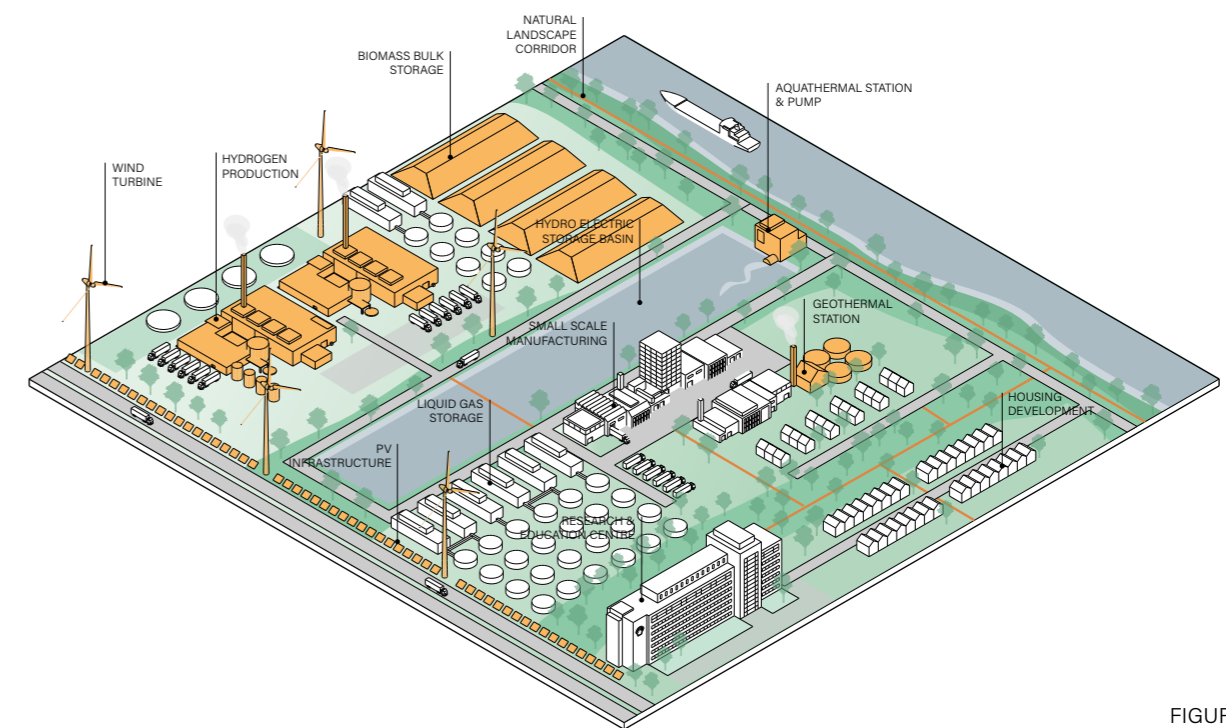 NATURAL
LANDSCAPE
CORRIDOR
BIOMASS BULK
STORAGE
AQUATHERMAL STATION
& PUMP
WIND
TURBINE
HYDROGEN
PRODUCTION
HYDRO ELECTRIC
STORAGE BASIN
GEOTHERMAL
STATION
SMALL SCALE
MANUFACTURING
HOUSING
DEVELOPMENT
LIQUID GAS
STORAGE
PV
INFRASTRUCTURE
RESEARCH &
EDUCATION CENTRE
FIGUR